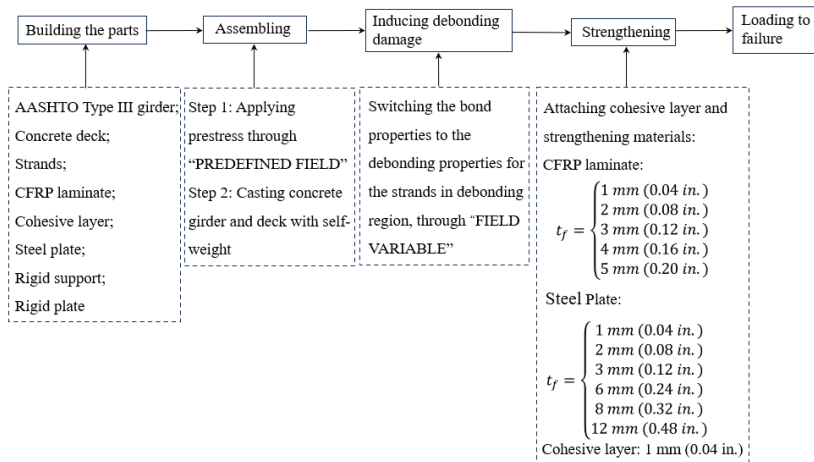 Building the parts
Assembling
Inducing debonding
damage
Strengthening
Loading to
failure
AASHTO Type III girder;
Concrete deck;
Strands;
CFRP laminate;
Cohesive layer;
Steel plate;
Rigid support;
Rigid plate
Step 1: Applying
prestress through
“PREDEFINED FIELD”
Step 2: Casting concrete
girder and deck with self-
weight
Switching the bond
properties to the
debonding properties for
the strands in debonding
region, through “FIELD
VARIABLE”
Attaching cohesive layer and
strengthening materials:
CFRP laminate:
t_f =
1 mm (0.04 in.)
2 mm (0.08 in.)
3 mm (0.12 in.)
4 mm (0.16 in.)
5 mm (0.20 in.)
Steel Plate:
t_f =
1 mm (0.04 in.)
2 mm (0.08 in.)
3 mm (0.12 in.)
6 mm (0.24 in.)
8 mm (0.32 in.)
12 mm (0.48 in.)
Cohesive layer: 1 mm (0.04 in.)